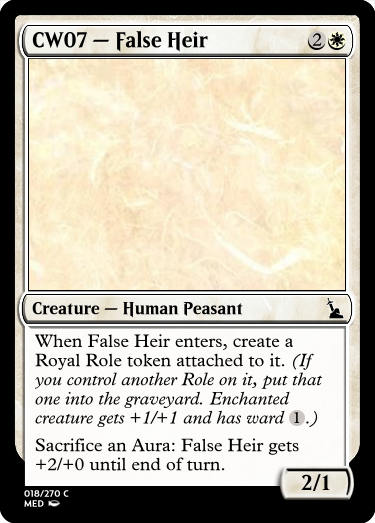 CW07 — False Heir 2
Creature — Human Peasant
When False Heir enters, create a
Royal Role token attached to it. (If
you control another Role on it, put that
one into the graveyard. Enchanted
creature gets +1/+1 and has ward 1.)
Sacrifice an Aura: False Heir gets
+2/+0 until end of turn.
2/1
018/270 C
MED